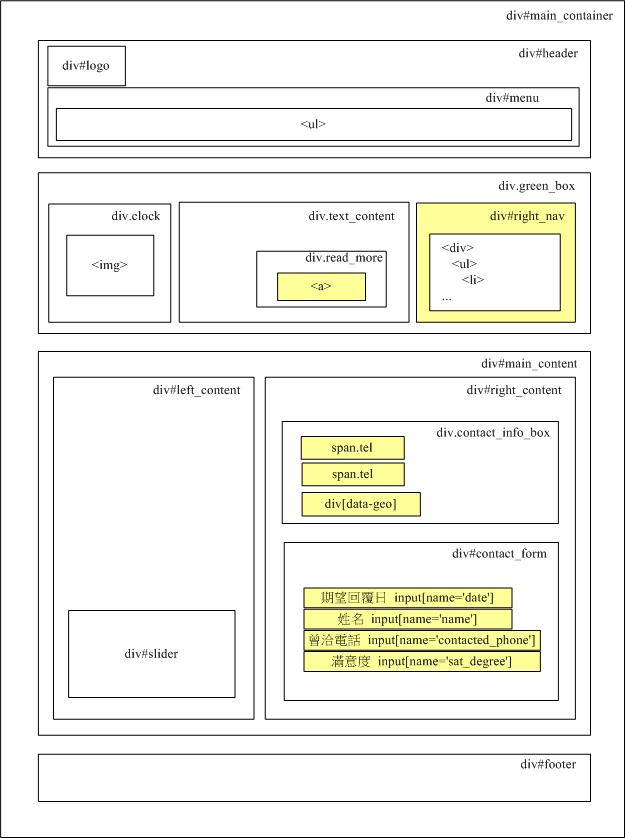 div#main_container
div#header
div#logo
div#menu
<ul>
div.green_box
div.clock
<img>
div.text_content
div.read_more
<a>
div#right_nav
<div>
<ul>
<li>
...
div#main_content
div#left_content
div#slider
div#right_content
div.contact_info_box
span.tel
span.tel
div[data-geo]
div#contact_form
期望回覆日 input[name='date']
姓名 input[name='name']
曾洽電話 input[name='contacted_phone']
滿意度 input[name='sat_degree']
div#footer